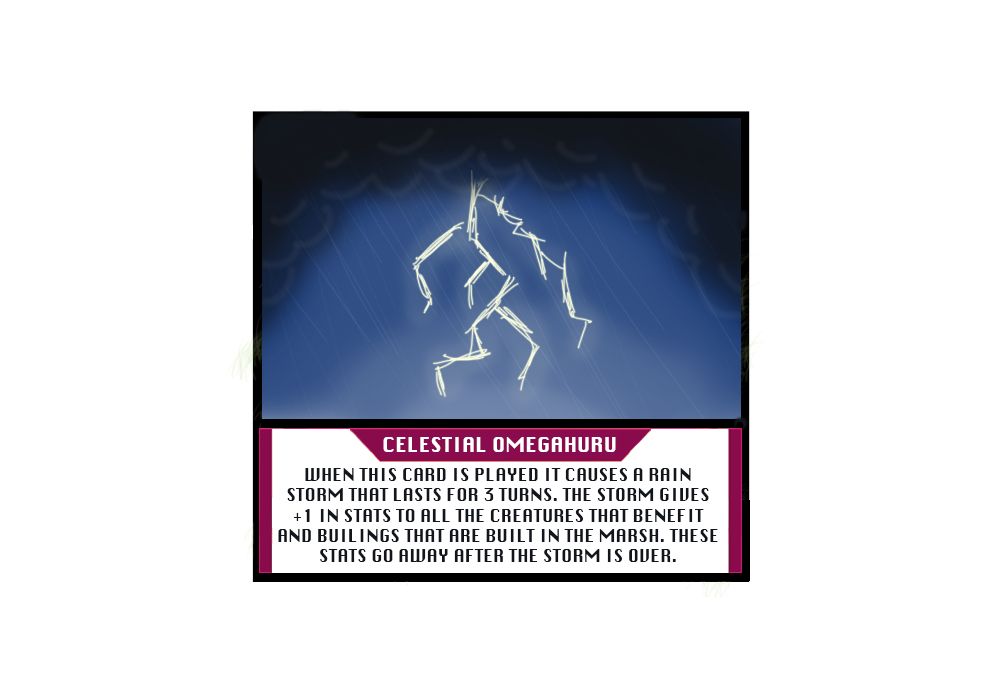 CELESTIAL OMEGAHURU
WHEN THIS CARD IS PLAYED IT CAUSES A RAIN
STORM THAT LASTS FOR 3 TURNS. THE STORM GIVES
+1 IN STATS TO ALL THE CREATURES THAT BENEFIT
AND BUILINGS THAT ARE BUILT IN THE MARSH. THESE
STATS GO AWAY AFTER THE STORM IS OVER.